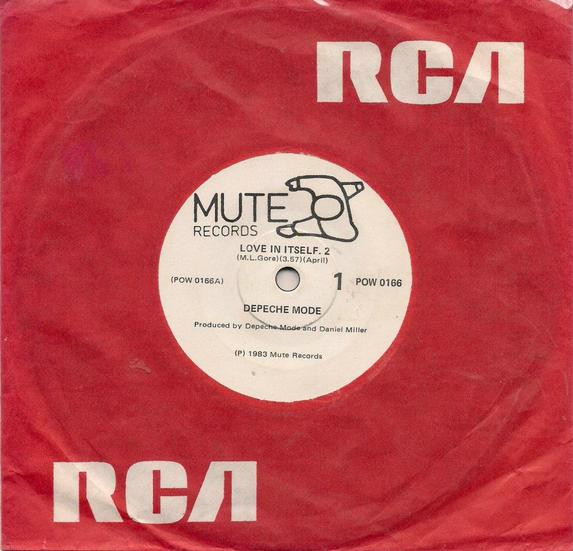 RCA
MUTE
RECORDS
LOVE IN ITSELF. 2
(M.L.Gore)(3.57)(April)
(POW 0166A)
1
POW 0166
DEPECHE MODE
Produced by Depeche Mode and Daniel Miller
(P) 1983 Mute Records
RCA